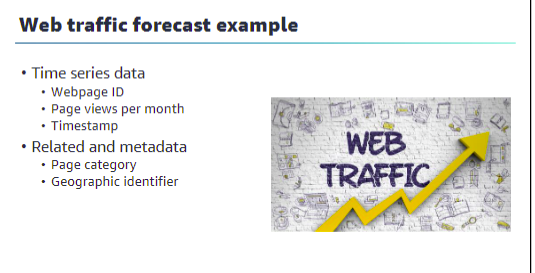 Web traffic forecast example
• Time series data
• Webpage ID
• Page views per month
• Timestamp
• Related and metadata
• Page category
• Geographic identifier
WEB
TRAFFIC